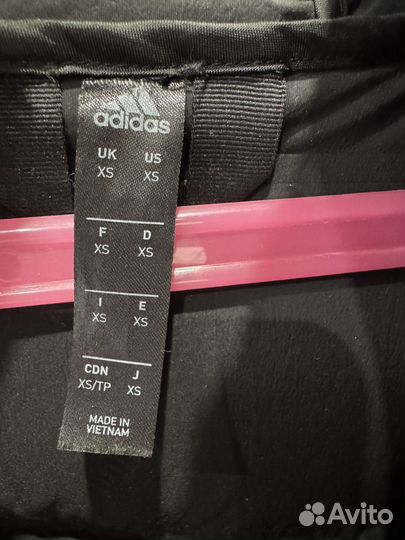 adidas
UK US
XS XS
F D
XS XS
I E
XS XS
CDN J
XS/TP XS
MADE IN
VIETNAM
Avito